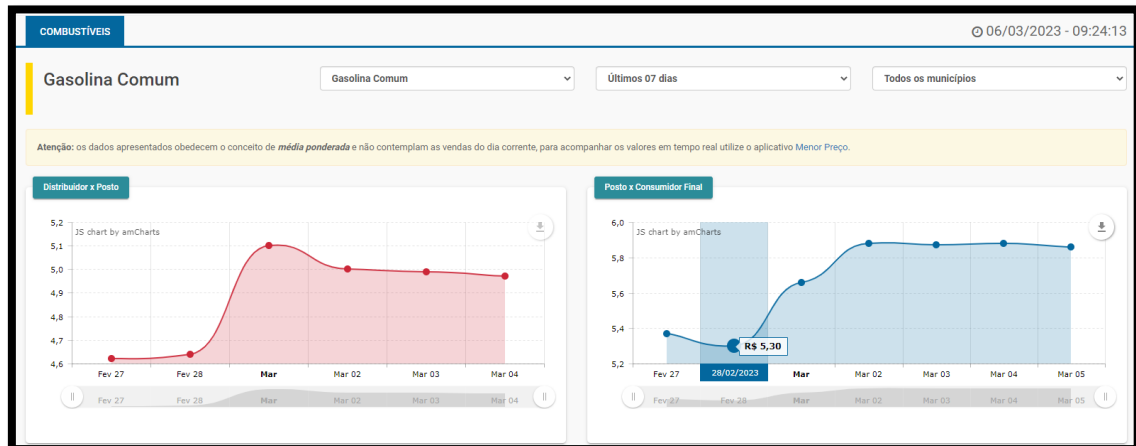 COMBUSTÍVEIS
06/03/2023 - 09:24:13
Gasolina Comum
Gasolina Comum
Últimos 07 dias
Todos os municípios
Atenção: os dados apresentados obedecem o conceito de média ponderada e não contemplam as vendas do dia corrente, para acompanhar os valores em tempo real utilize o aplicativo Menor Preço.
Distribuidor x Posto
5,2
JS chart by amCharts
5,1
5,0
4,9
4,8
4,7
4,6
Fev 27 Fev 28 Mar Mar 02 Mar 03 Mar 04
Fev 27 Fev 28 Mar Mar 02 Mar 03 Mar 04
Posto x Consumidor Final
6,0
JS chart by amCharts
5,8
5,6
5,4
R$ 5,30
5,2
Fev 27 28/02/2023 Mar Mar 02 Mar 03 Mar 04 Mar 05
Fev 27 Fev 28 Mar Mar 02 Mar 03 Mar 04 Mar 05